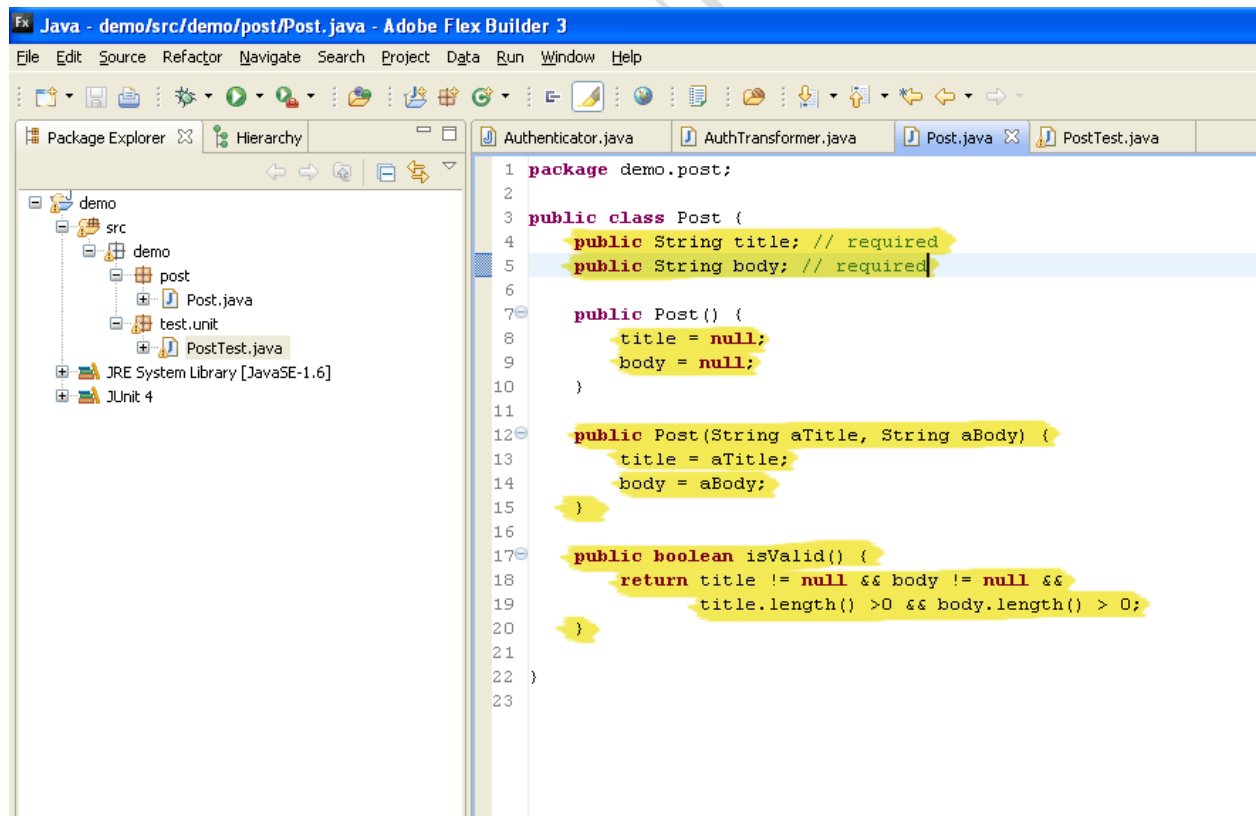 Fx Java - demo/src/demo/post/Post.java - Adobe Flex Builder 3
File Edit Source Refactor Navigate Search Project Data Run Window Help
Package Explorer Hierarchy
Authenticator.java AuthTransformer.java Post.java PostTest.java
demo
src
demo
post
Post.java
test.unit
PostTest.java
JRE System Library [JavaSE-1.6]
JUnit 4
1 package demo.post;
2
3 public class Post {
4 public String title; // required
5 public String body; // required
6
7 public Post() {
8 title = null;
9 body = null;
10 }
11
12 public Post(String aTitle, String aBody) {
13 title = aTitle;
14 body = aBody;
15 }
16
17 public boolean isValid() {
18 return title != null && body != null &&
19 title.length() >0 && body.length() > 0;
20 }
21
22 }
23